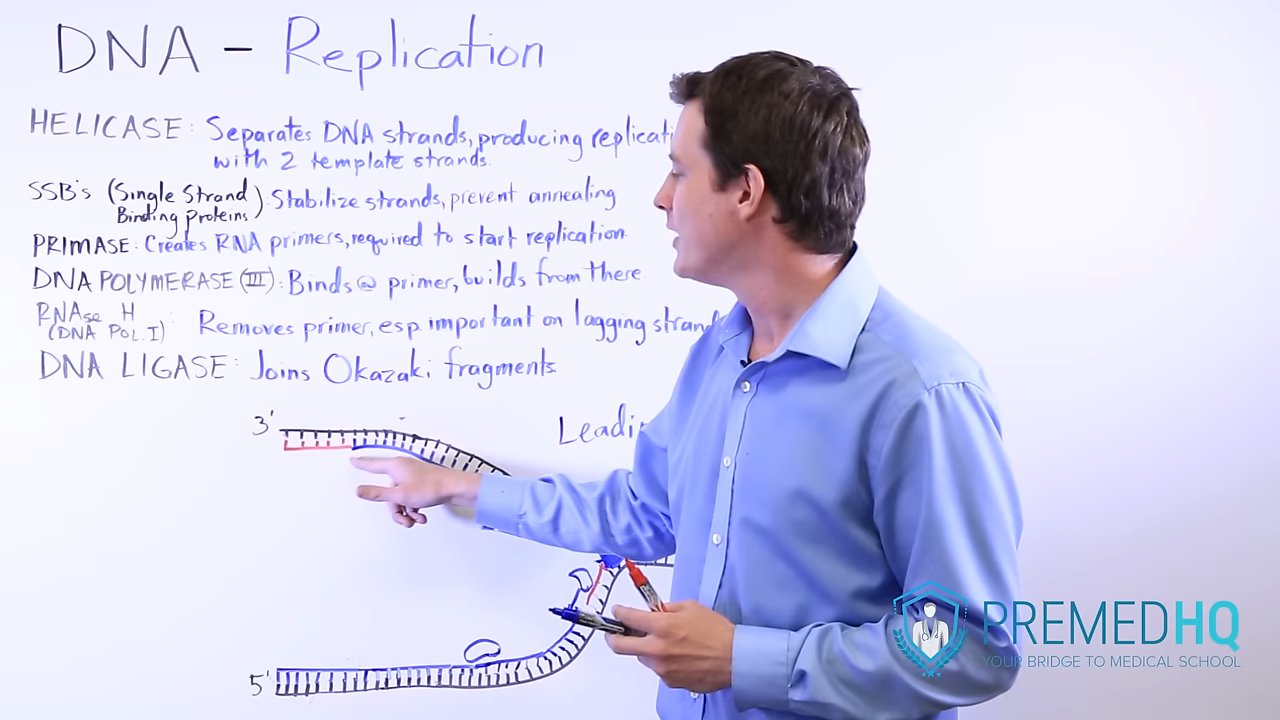 DNA - Replication
HELICASE: Separates DNA strands, producing replicati
with 2 template strands.
SSB's (Single Strand
Binding Proteins): Stabilize strands, prevent annealing
PRIMASE: Creates RNA primers, required to start replication
DNA POLYMERASE (III): Binds @ primer, builds from there
RNAse H
(DNA POL. I): Removes primer, esp. important on lagging strand
DNA LIGASE: Joins Okazaki fragments
3'
Leadin
5'
PREMEDHQ
YOUR BRIDGE TO MEDICAL SCHOOL